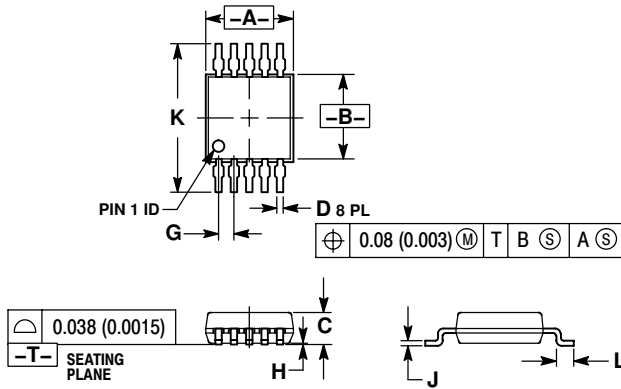 –A–
K
–B–
PIN 1 ID
D 8 PL
G
⌖ 0.08 (0.003) Ⓜ T B Ⓢ A Ⓢ
⌓ 0.038 (0.0015)
–T– SEATING
PLANE
C
H
J
L